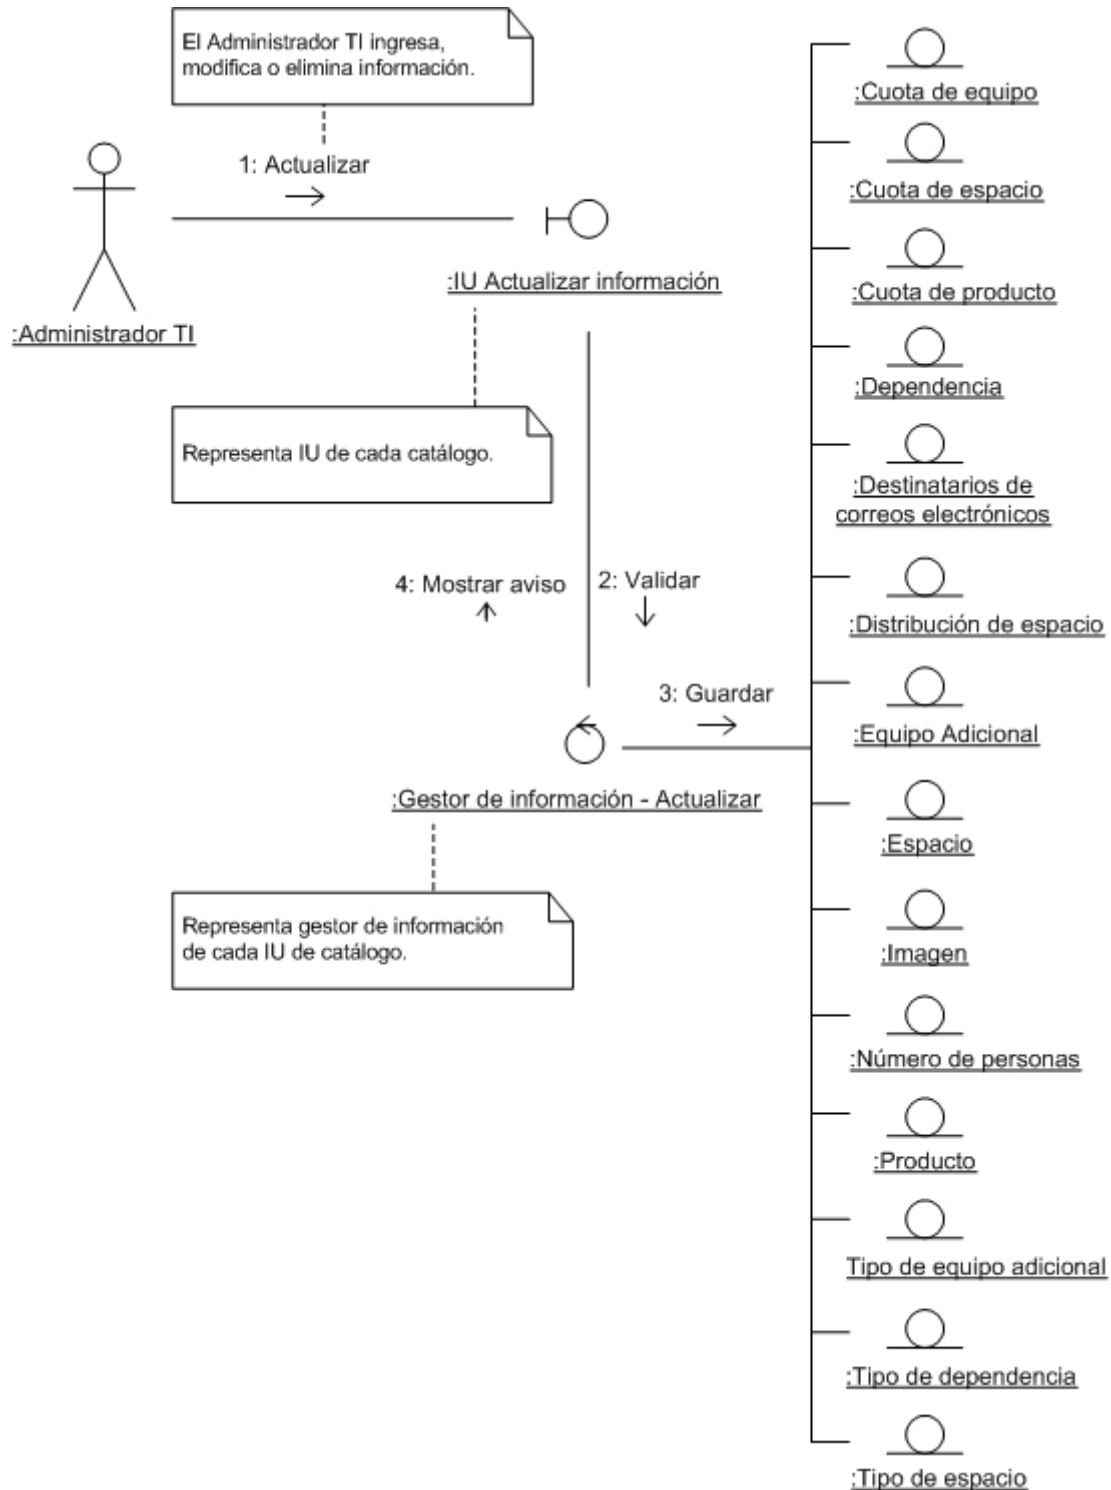 El Administrador TI ingresa,
modifica o elimina información.
1: Actualizar
:Administrador TI
:IU Actualizar información
Representa IU de cada catálogo.
4: Mostrar aviso
2: Validar
3: Guardar
:Gestor de información - Actualizar
Representa gestor de información
de cada IU de catálogo.
:Cuota de equipo
:Cuota de espacio
:Cuota de producto
:Dependencia
:Destinatarios de
correos electrónicos
:Distribución de espacio
:Equipo Adicional
:Espacio
:Imagen
:Número de personas
:Producto
Tipo de equipo adicional
:Tipo de dependencia
:Tipo de espacio